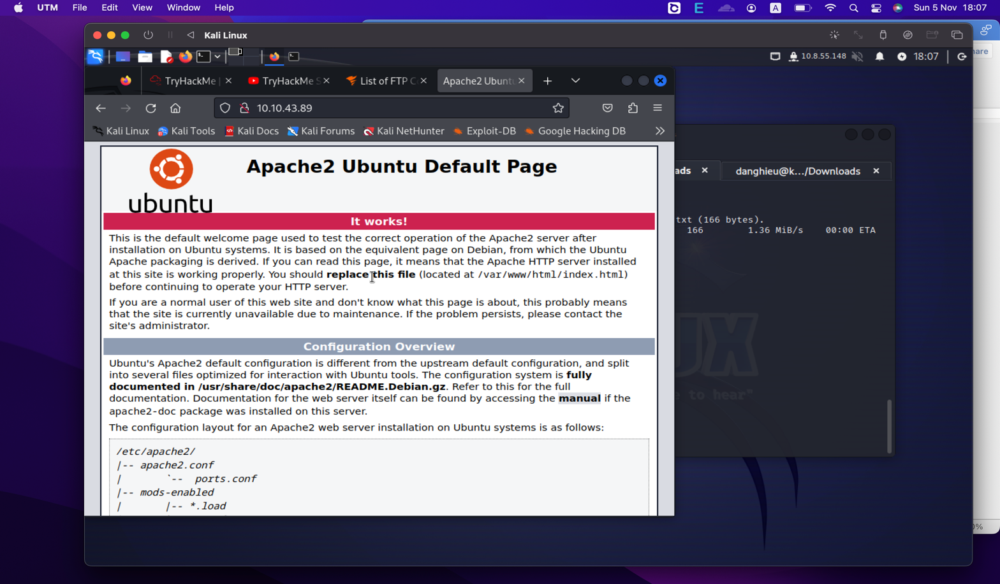 UTM File Edit View Window Help
A Sun 5 Nov 18:07
Kali Linux
10.8.55.148 18:07
TryHackMe | TryHackMe S List of FTP C Apache2 Ubunt
10.10.43.89
Kali Linux Kali Tools Kali Docs Kali Forums Kali NetHunter Exploit-DB Google Hacking DB
ubuntu
Apache2 Ubuntu Default Page
It works!
This is the default welcome page used to test the correct operation of the Apache2 server after
installation on Ubuntu systems. It is based on the equivalent page on Debian, from which the Ubuntu
Apache packaging is derived. If you can read this page, it means that the Apache HTTP server installed
at this site is working properly. You should replace this file (located at /var/www/html/index.html)
before continuing to operate your HTTP server.
If you are a normal user of this web site and don't know what this page is about, this probably means
that the site is currently unavailable due to maintenance. If the problem persists, please contact the
site's administrator.
Configuration Overview
Ubuntu's Apache2 default configuration is different from the upstream default configuration, and split
into several files optimized for interaction with Ubuntu tools. The configuration system is fully
documented in /usr/share/doc/apache2/README.Debian.gz. Refer to this for the full
documentation. Documentation for the web server itself can be found by accessing the manual if the
apache2-doc package was installed on this server.
The configuration layout for an Apache2 web server installation on Ubuntu systems is as follows:
/etc/apache2/
|-- apache2.conf
|       `--  ports.conf
|-- mods-enabled
|       |-- *.load
ads danghieu@k.../Downloads
txt (166 bytes).
166 1.36 MiB/s 00:00 ETA
UX
to hear"
are
0%